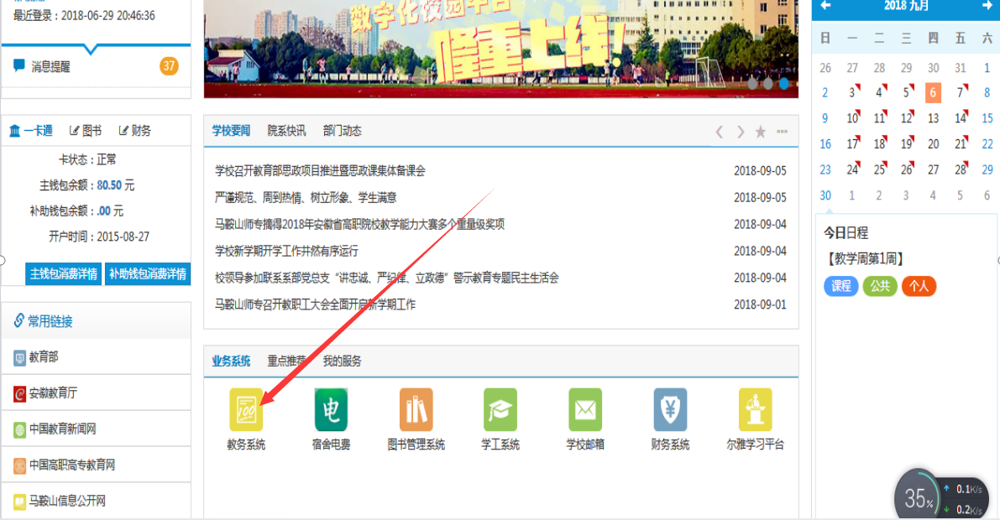 最近登录：2018-06-29 20:46:36
消息提醒
37
一卡通 图书 财务
卡状态：正常
主钱包余额：80.50 元
补助钱包余额：.00 元
开户时间：2015-08-27
主钱包消费详情 补助钱包消费详情
常用链接
教育部
安徽教育厅
中国教育新闻网
中国高职高专教育网
马鞍山信息公开网
数字化校园平台
隆重上线！
学校要闻 院系快讯 部门动态
学校召开教育部思政项目推进暨思政课集体备课会 2018-09-05
严谨规范、周到热情、树立形象、学生满意 2018-09-05
马鞍山师专摘得2018年安徽省高职院校教学能力大赛多个重量级奖项 2018-09-04
学校新学期开学工作井然有序运行 2018-09-04
校领导参加联系系部党总支“讲忠诚、严纪律、立政德”警示教育专题民主生活会 2018-09-04
马鞍山师专召开教职工大会全面开启新学期工作 2018-09-01
业务系统 重点推荐 我的服务
100
电
教务系统 宿舍电费 图书管理系统 学工系统 学校邮箱 财务系统 尔雅学习平台
2018 九月
日 一 二 三 四 五 六
26 27 28 29 30 31 1
2 3 4 5 6 7 8
9 10 11 12 13 14 15
16 17 18 19 20 21 22
23 24 25 26 27 28 29
30 1 2 3 4 5 6
今日日程
【教学周第1周】
课程 公共 个人
35%
0.1K/s
0.2K/s